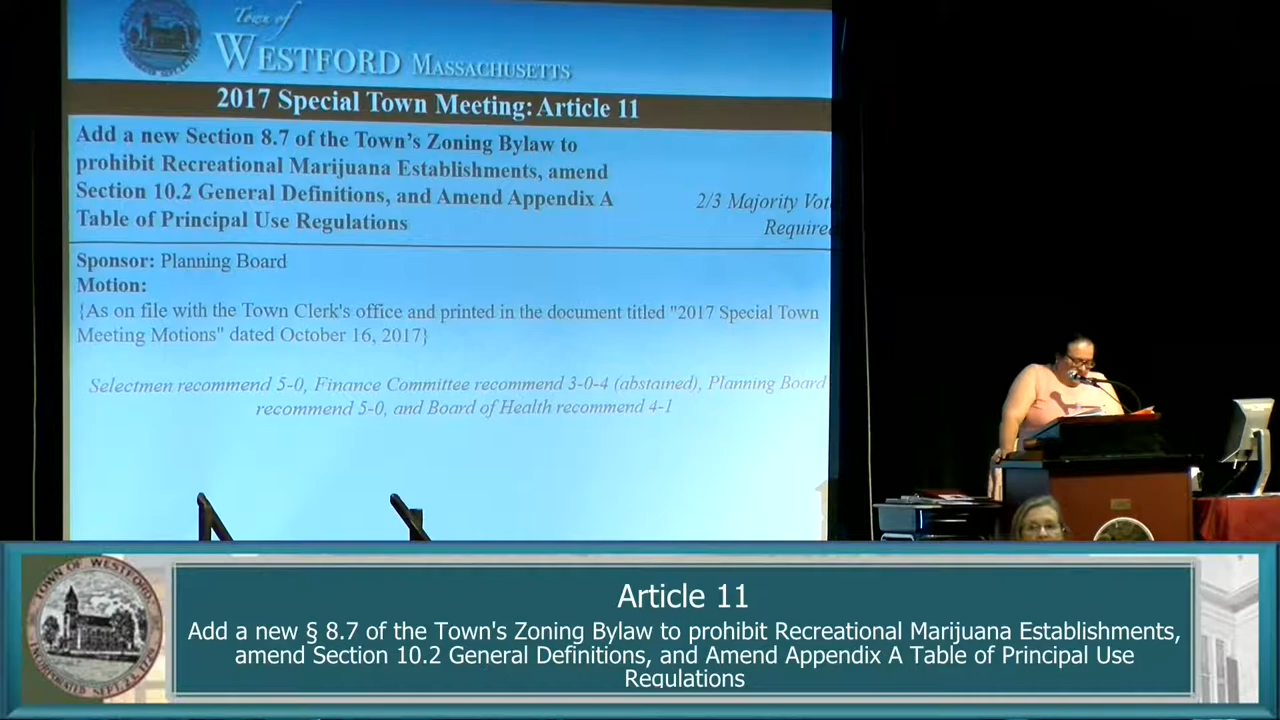 Town of
WESTFORD MASSACHUSETTS
2017 Special Town Meeting: Article 11
Add a new Section 8.7 of the Town's Zoning Bylaw to
prohibit Recreational Marijuana Establishments, amend
Section 10.2 General Definitions, and Amend Appendix A
Table of Principal Use Regulations
2/3 Majority Vot
Required
Sponsor: Planning Board
Motion:
{As on file with the Town Clerk's office and printed in the document titled "2017 Special Town
Meeting Motions" dated October 16, 2017}
Selectmen recommend 5-0, Finance Committee recommend 3-0-4 (abstained), Planning Board
recommend 5-0, and Board of Health recommend 4-1
TOWN OF WESTFORD
Article 11
Add a new § 8.7 of the Town's Zoning Bylaw to prohibit Recreational Marijuana Establishments,
amend Section 10.2 General Definitions, and Amend Appendix A Table of Principal Use
Regulations